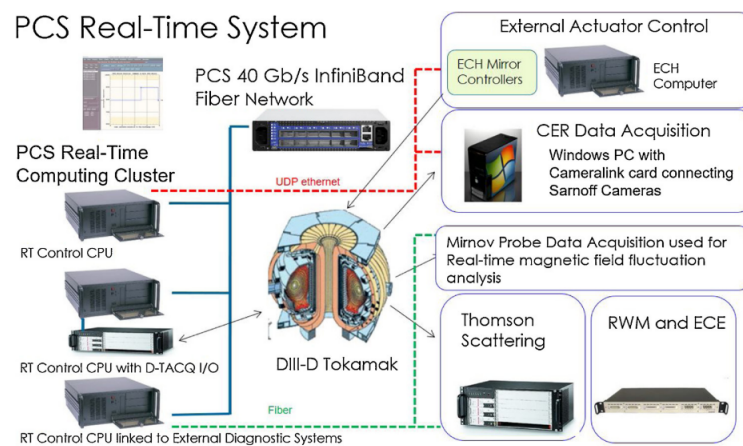 PCS Real-Time System
External Actuator Control
ECH Mirror
Controllers
ECH
Computer
PCS 40 Gb/s InfiniBand
Fiber Network
CER Data Acquisition
Windows PC with
Cameralink card connecting
Sarnoff Cameras
PCS Real-Time
Computing Cluster
UDP ethernet
RT Control CPU
Mirnov Probe Data Acquisition used for
Real-time magnetic field fluctuation
analysis
Thomson
Scattering
RWM and ECE
RT Control CPU with D-TACQ I/O
DIII-D Tokamak
Fiber
RT Control CPU linked to External Diagnostic Systems